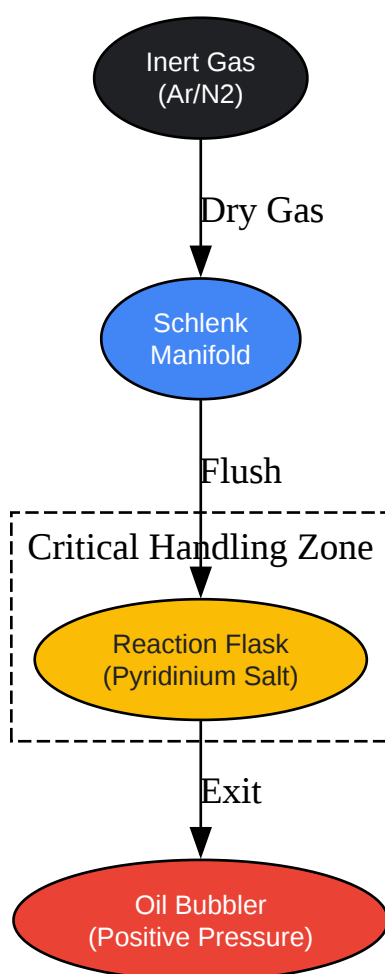 Inert Gas
(Ar/N2)
Dry Gas
Schlenk
Manifold
Flush
Critical Handling Zone
Reaction Flask
(Pyridinium Salt)
Exit
Oil Bubbler
(Positive Pressure)